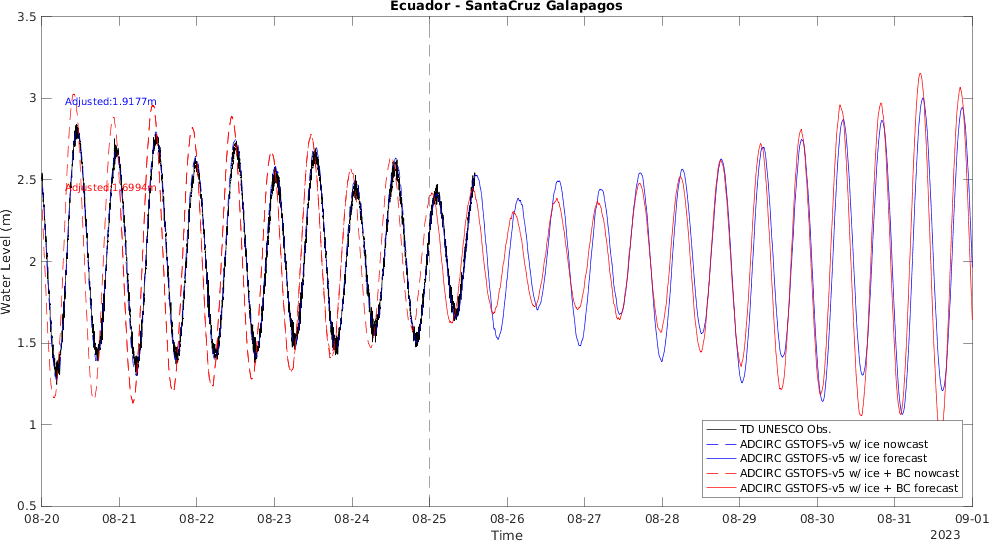 Ecuador - SantaCruz Galapagos
3.5
3
2.5
2
1.5
1
0.5
Water Level (m)
Adjusted:1.9177m
Adjusted:1.6994m
TD UNESCO Obs.
ADCIRC GSTOFS-v5 w/ ice nowcast
ADCIRC GSTOFS-v5 w/ ice forecast
ADCIRC GSTOFS-v5 w/ ice + BC nowcast
ADCIRC GSTOFS-v5 w/ ice + BC forecast
08-20 08-21 08-22 08-23 08-24 08-25 08-26 08-27 08-28 08-29 08-30 08-31 09-01
Time
2023